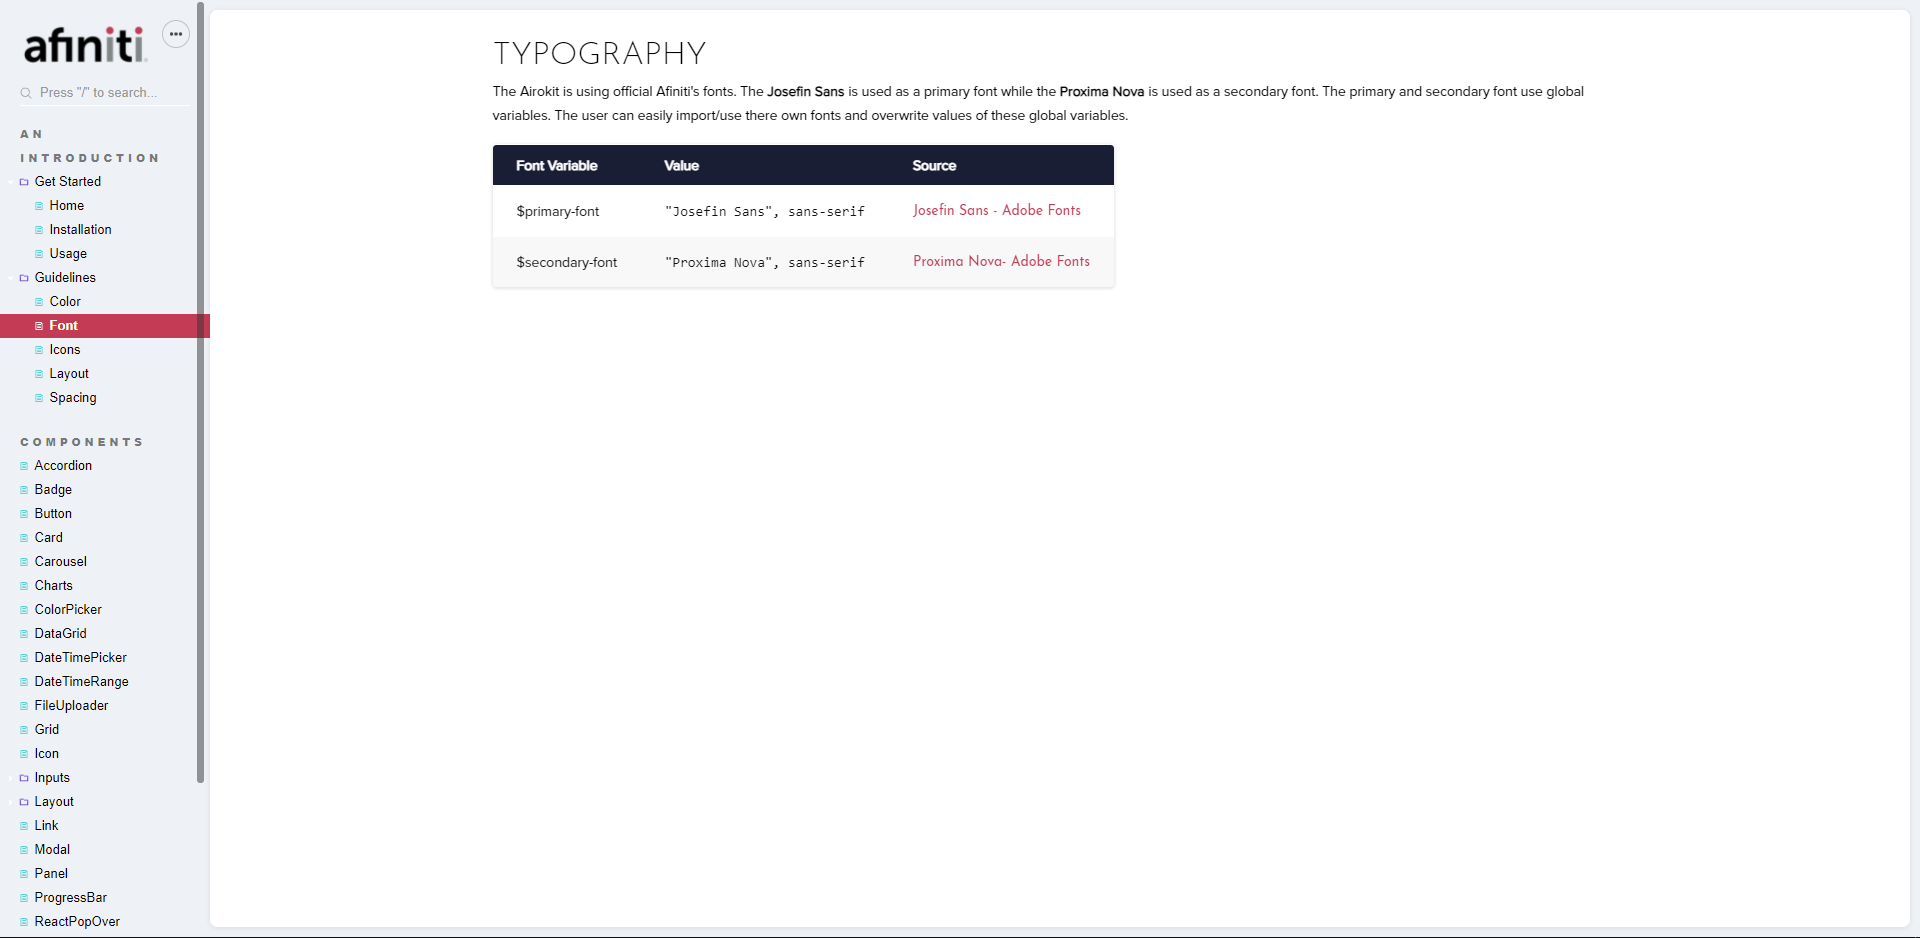 afiniti
Press "/" to search...
AN
INTRODUCTION
Get Started
Home
Installation
Usage
Guidelines
Color
Font
Icons
Layout
Spacing
COMPONENTS
Accordion
Badge
Button
Card
Carousel
Charts
ColorPicker
DataGrid
DateTimePicker
DateTimeRange
FileUploader
Grid
Icon
Inputs
Layout
Link
Modal
Panel
ProgressBar
ReactPopOver
TYPOGRAPHY
The Airokit is using official Afiniti's fonts. The Josefin Sans is used as a primary font while the Proxima Nova is used as a secondary font. The primary and secondary font use global
variables. The user can easily import/use there own fonts and overwrite values of these global variables.
Font Variable Value Source
$primary-font "Josefin Sans", sans-serif Josefin Sans - Adobe Fonts
$secondary-font "Proxima Nova", sans-serif Proxima Nova- Adobe Fonts